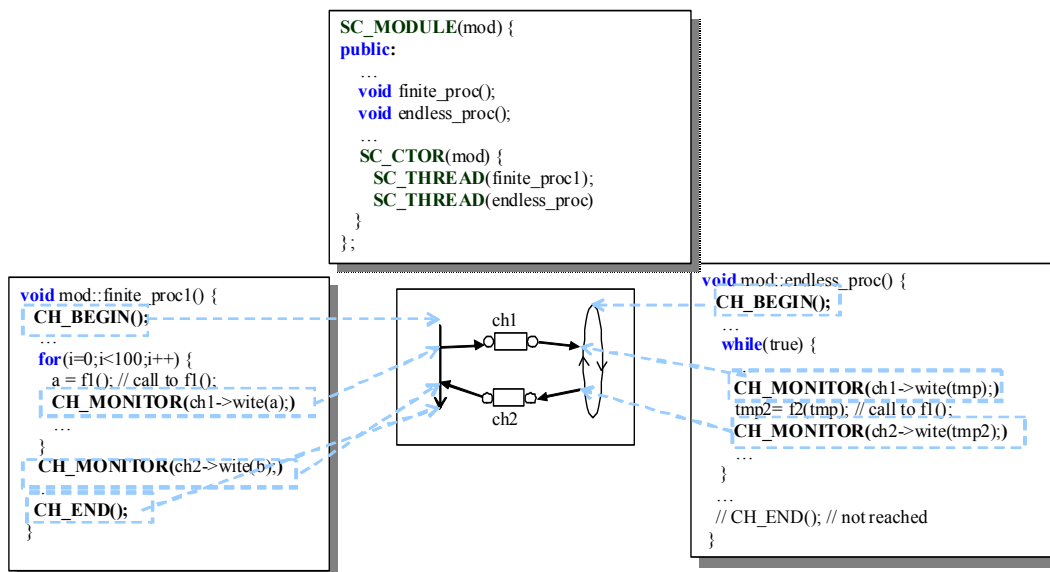 SC_MODULE(mod) {
public:
…
void finite_proc();
void endless_proc();
…
SC_CTOR(mod) {
SC_THREAD(finite_proc1);
SC_THREAD(endless_proc)
}
};
void mod::finite_proc1() {
CH_BEGIN();
…
for(i=0;i<100;i++) {
a = f1(); // call to f1();
CH_MONITOR(ch1->wite(a);)
…
}
CH_MONITOR(ch2->wite(b);)
…
CH_END();
}
ch1
ch2
void mod::endless_proc() {
CH_BEGIN();
…
while(true) {
…
CH_MONITOR(ch1->wite(tmp);)
tmp2= f2(tmp); // call to f1();
CH_MONITOR(ch2->wite(tmp2);)
…
}
…
// CH_END(); // not reached
}